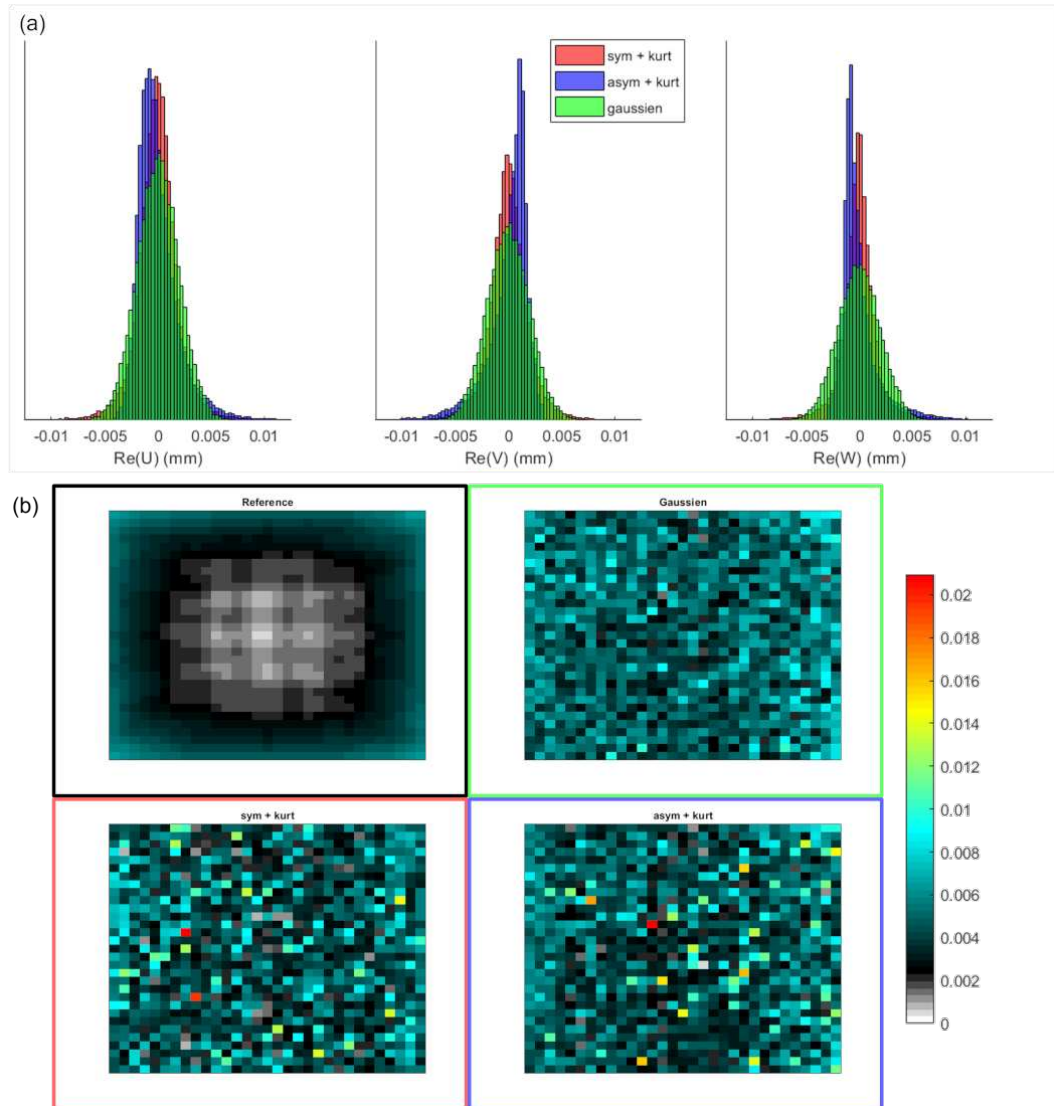 (a)
sym + kurt
asym + kurt
gaussien
-0.01 -0.005 0 0.005 0.01
Re(U) (mm)
-0.01 -0.005 0 0.005 0.01
Re(V) (mm)
-0.01 -0.005 0 0.005 0.01
Re(W) (mm)
(b)
Reference
Gaussien
sym + kurt
asym + kurt
0.02
0.018
0.016
0.014
0.012
0.01
0.008
0.006
0.004
0.002
0